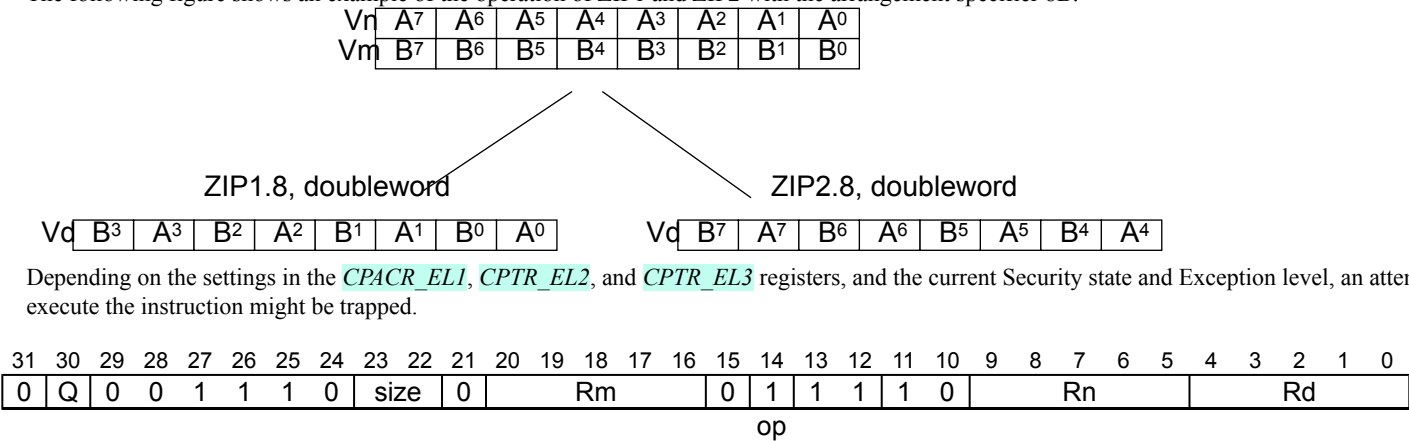 Vn A7 A6 A5 A4 A3 A2 A1 A0
Vm B7 B6 B5 B4 B3 B2 B1 B0
ZIP1.8, doubleword ZIP2.8, doubleword
Vd B3 A3 B2 A2 B1 A1 B0 A0 Vd B7 A7 B6 A6 B5 A5 B4 A4
Depending on the settings in the CPACR_EL1, CPTR_EL2, and CPTR_EL3 registers, and the current Security state and Exception level, an
execute the instruction might be trapped.
31 30 29 28 27 26 25 24 23 22 21 20 19 18 17 16 15 14 13 12 11 10 9 8 7 6 5 4 3 2 1 0
0 Q 0 0 1 1 1 0 size 0 Rm 0 1 1 1 1 0 Rn Rd
op